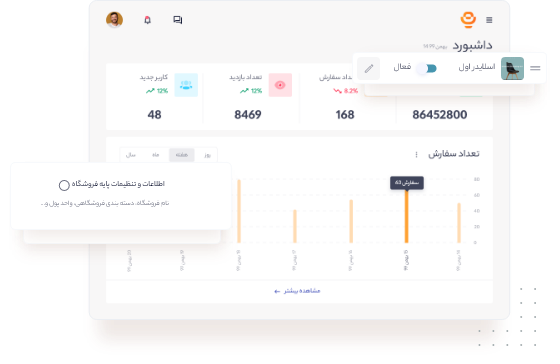 داشبورد
اسلایدر اول
فعال
کاربر جدید
12%
48
تعداد بازدید
12%
8469
داد سفارش
8.2%
168
86452800
تعداد سفارش
روز
هفته
ماه
سال
63 سفارش
80
60
40
20
0
اطلاعات و تنظیمات پایه فروشگاه
نام فروشگاه، دسته بندی فروشگاهی، واحد پول و...
مشاهده بیشتر